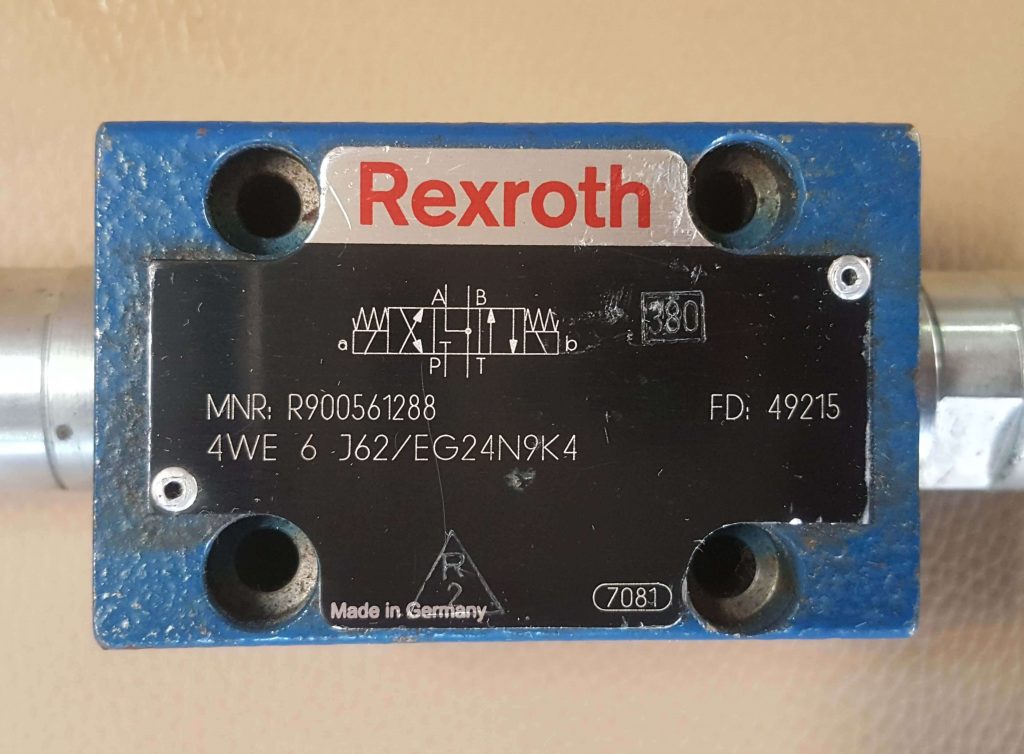 Rexroth
A B
380
a b
P T
MNR: R900561288 FD: 49215
4WE 6 J62/EG24N9K4
R
2
Made in Germany
7081